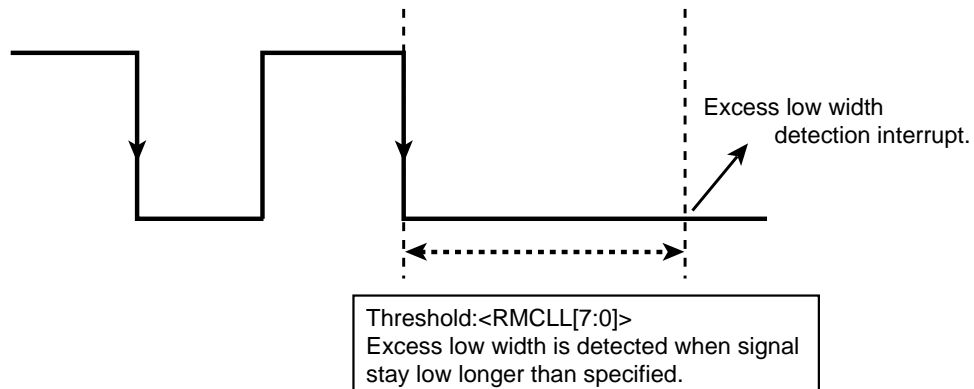 Excess low width
detection interrupt.
Threshold:<RMCLL[7:0]>
Excess low width is detected when signal
stay low longer than specified.